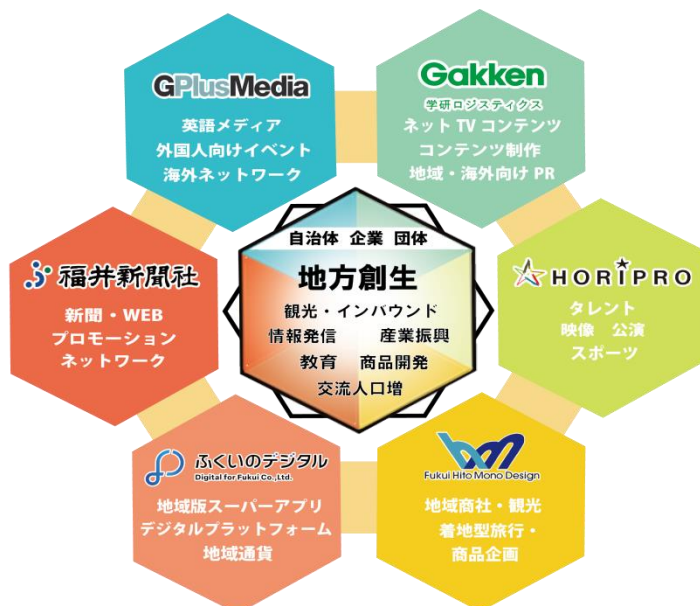 GPlusMedia
英語メディア
外国人向けイベント
海外ネットワーク
Gakken
学研ロジスティクス
ネット TV コンテンツ
コンテンツ制作
地域・海外向け PR
福井新聞社
新聞・WEB
プロモーション
ネットワーク
自治体 企業 団体
地方創生
観光・インバウンド
情報発信 産業振興
教育 商品開発
交流人口増
HORIPRO
タレント
映像 公演
スポーツ
ふくいのデジタル
Digital for Fukui Co.,Ltd.
地域版スーパーアプリ
デジタルプラットフォーム
地域通貨
Fukui Hito Mono Design
地域商社・観光
着地型旅行・
商品企画